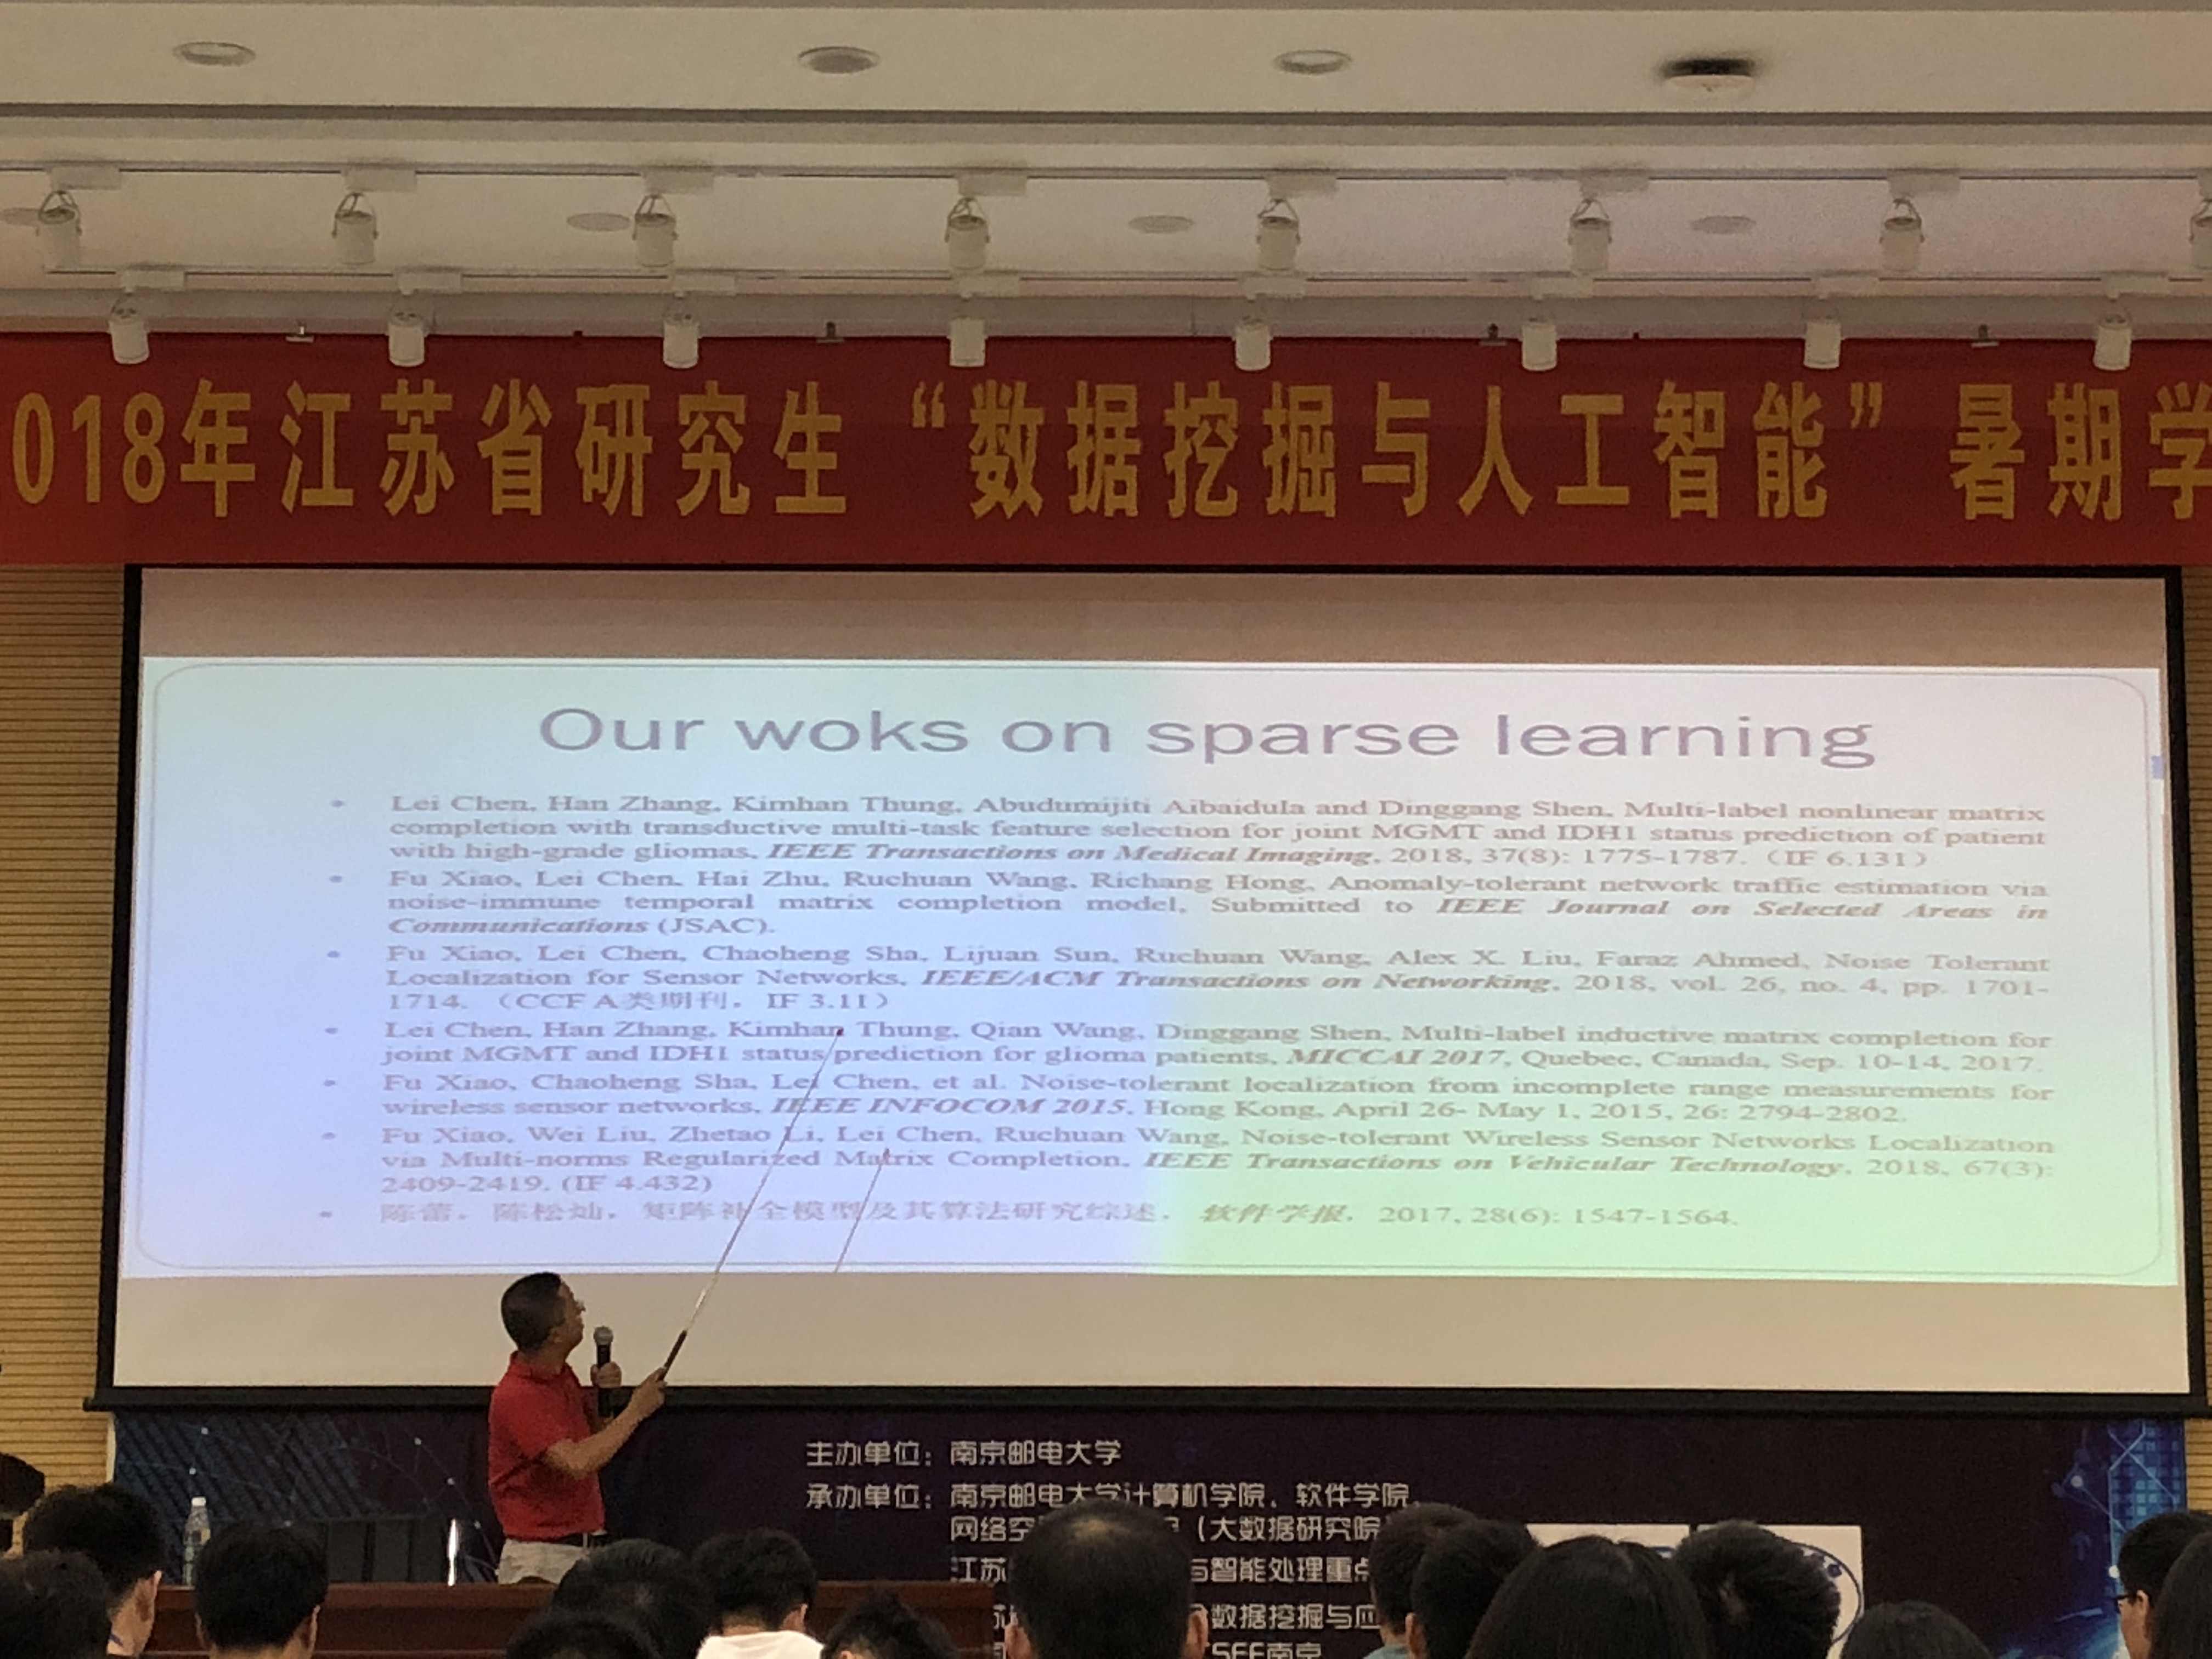 018年江苏省研究生“数据挖掘与人工智能”暑期学
Our woks on sparse learning
• Lei Chen, Han Zhang, Kimhan Thung, Abudumijiti Aibaidula and Dinggang Shen, Multi-label nonlinear matrix
completion with transductive multi-task feature selection for joint MGMT and IDH1 status prediction of patient
with high-grade gliomas, IEEE Transactions on Medical Imaging, 2018, 37(8): 1775-1787.（IF 6.131）
• Fu Xiao, Lei Chen, Hai Zhu, Ruchuan Wang, Richang Hong, Anomaly-tolerant network traffic estimation via
noise-immune temporal matrix completion model, Submitted to IEEE Journal on Selected Areas in
Communications (JSAC).
• Fu Xiao, Lei Chen, Chaoheng Sha, Lijuan Sun, Ruchuan Wang, Alex X. Liu, Faraz Ahmed, Noise Tolerant
Localization for Sensor Networks, IEEE/ACM Transactions on Networking, 2018, vol. 26, no. 4, pp. 1701-
1714.（CCF A类期刊，IF 3.11）
• Lei Chen, Han Zhang, Kimhan Thung, Qian Wang, Dinggang Shen, Multi-label inductive matrix completion for
joint MGMT and IDH1 status prediction for glioma patients, MICCAI 2017, Quebec, Canada, Sep. 10-14, 2017.
• Fu Xiao, Chaoheng Sha, Lei Chen, et al. Noise-tolerant localization from incomplete range measurements for
wireless sensor networks, IEEE INFOCOM 2015, Hong Kong, April 26- May 1, 2015, 26: 2794-2802.
• Fu Xiao, Wei Liu, Zhetao Li, Lei Chen, Ruchuan Wang, Noise-tolerant Wireless Sensor Networks Localization
via Multi-norms Regularized Matrix Completion, IEEE Transactions on Vehicular Technology, 2018, 67(3):
2409-2419. (IF 4.432)
• 陈蕾，陈松灿，矩阵补全模型及其算法研究综述，软件学报，2017, 28(6): 1547-1564.
主办单位：南京邮电大学
承办单位：南京邮电大学计算机学院、软件学院、
网络空（大数据研究院
江苏与智能处理重点
数据挖掘与应
南京